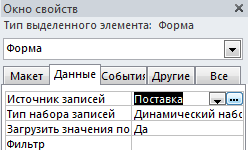 Окно свойств
Тип выделенного элемента: Форма
Форма
Макет Данные События Другие Все
Источник записей Поставка ...
Тип набора записей Динамический набо
Загрузить значения по Да
Фильтр